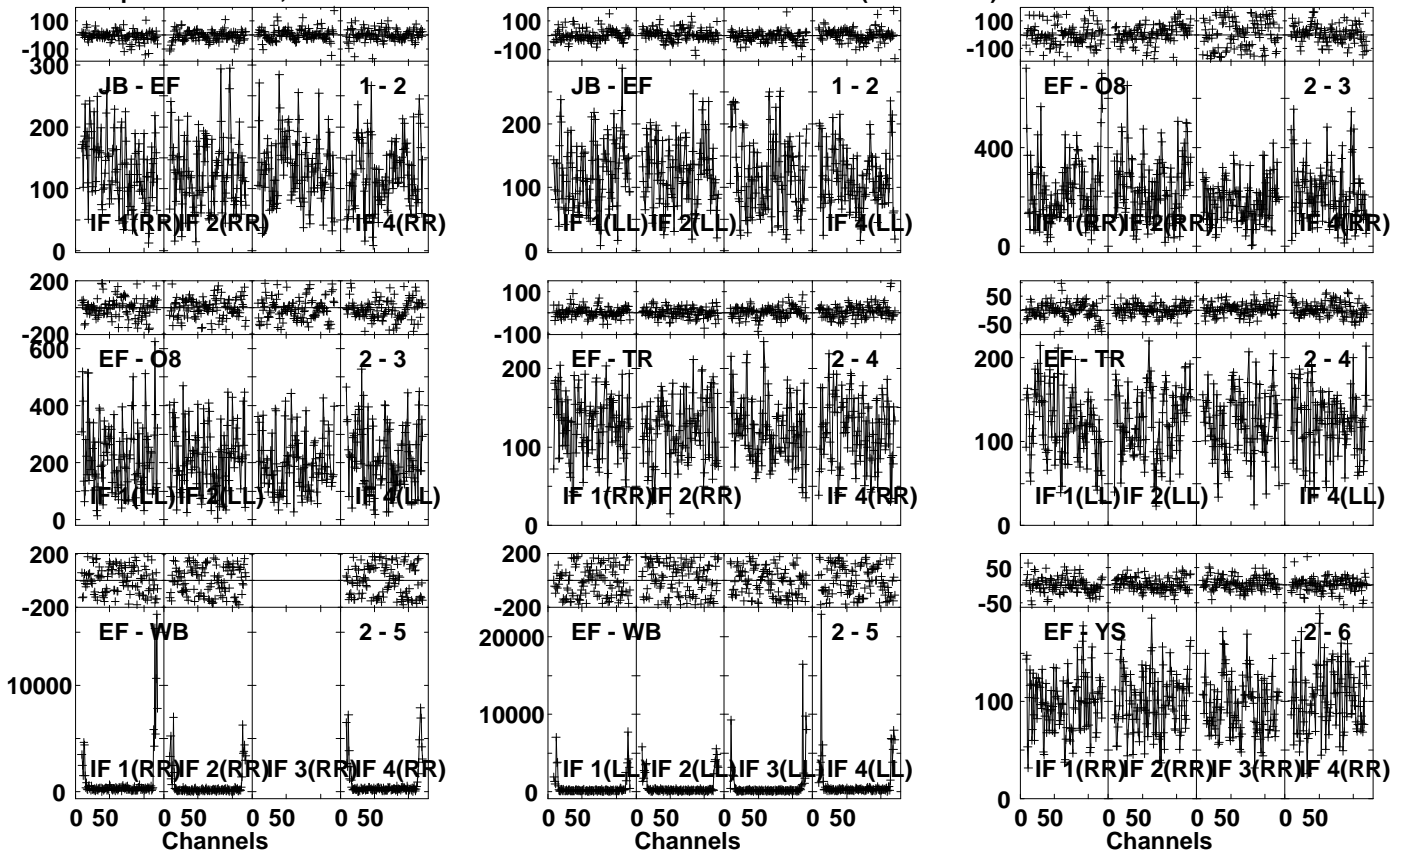 100
-100
300
200
100
0
JB - EF 1 - 2
IF 1(RR) IF 2(RR) IF 4(RR)
100
-100
200
100
0
JB - EF 1 - 2
IF 1(LL) IF 2(LL) IF 4(LL)
100
-100
400
0
EF - O8 2 - 3
IF 1(RR) IF 2(RR) IF 4(RR)
200
-200
600
400
200
0
EF - O8 2 - 3
IF 1(LL) IF 2(LL) IF 4(LL)
100
-100
200
100
0
EF - TR 2 - 4
IF 1(RR) IF 2(RR) IF 4(RR)
50
-50
200
100
0
EF - TR 2 - 4
IF 1(LL) IF 2(LL) IF 4(LL)
200
-200
10000
0
EF - WB 2 - 5
IF 1(RR) IF 2(RR) IF 3(RR) IF 4(RR)
0 50 0 50 0 50 0 50
Channels
200
-200
20000
10000
0
EF - WB 2 - 5
IF 1(LL) IF 2(LL) IF 3(LL) IF 4(LL)
0 50 0 50 0 50 0 50
Channels
50
-50
100
0
EF - YS 2 - 6
IF 1(RR) IF 2(RR) IF 3(RR) IF 4(RR)
0 50 0 50 0 50 0 50
Channels